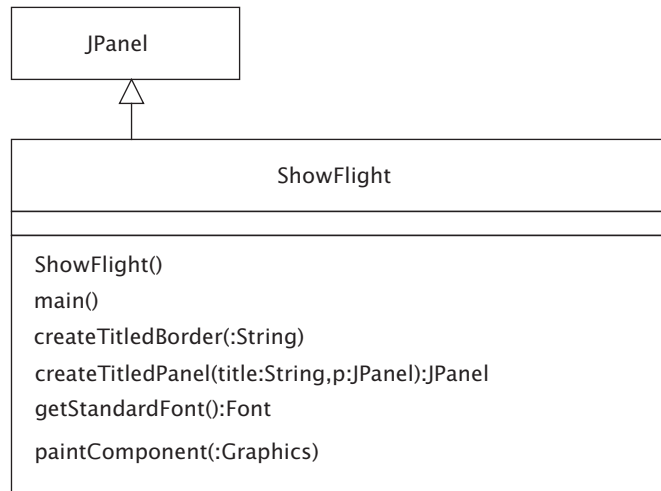 JPanel
ShowFlight
ShowFlight()
main()
createTitledBorder(:String)
createTitledPanel(title:String,p:JPanel):JPanel
getStandardFont():Font
paintComponent(:Graphics)